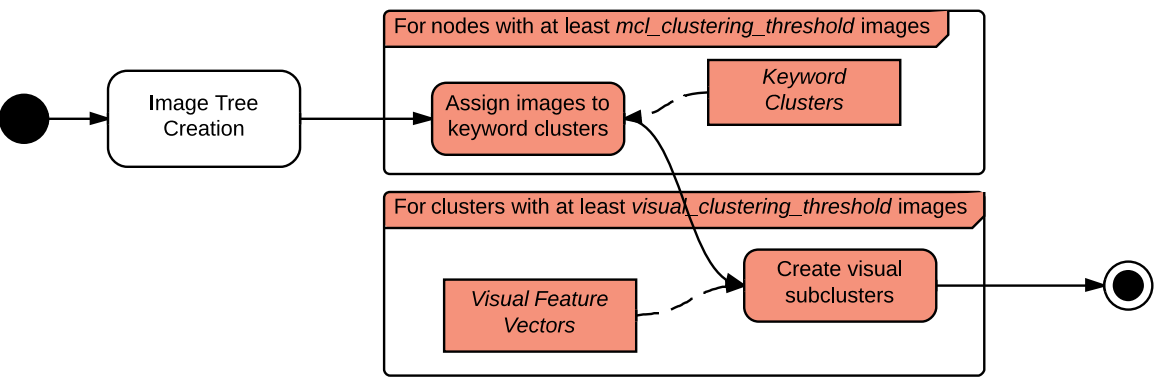 For nodes with at least mcl_clustering_threshold images
Image Tree
Creation
Assign images to
keyword clusters
Keyword
Clusters
For clusters with at least visual_clustering_threshold images
Visual Feature
Vectors
Create visual
subclusters